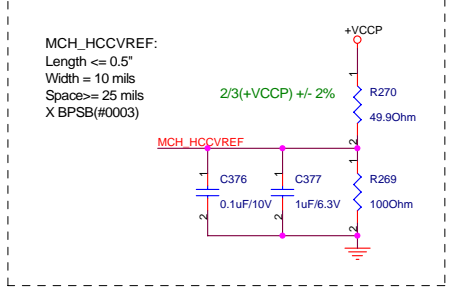 +VCCP
MCH_HCCVREF:
Length <= 0.5"
Width = 10 mils
Space>= 25 mils
X BPSB(#0003)
2/3(+VCCP) +/- 2%
1
R270
49.9Ohm
2
MCH_HCCVREF
1
C376
0.1uF/10V
2
1
C377
1uF/6.3V
2
1
R269
100Ohm
2